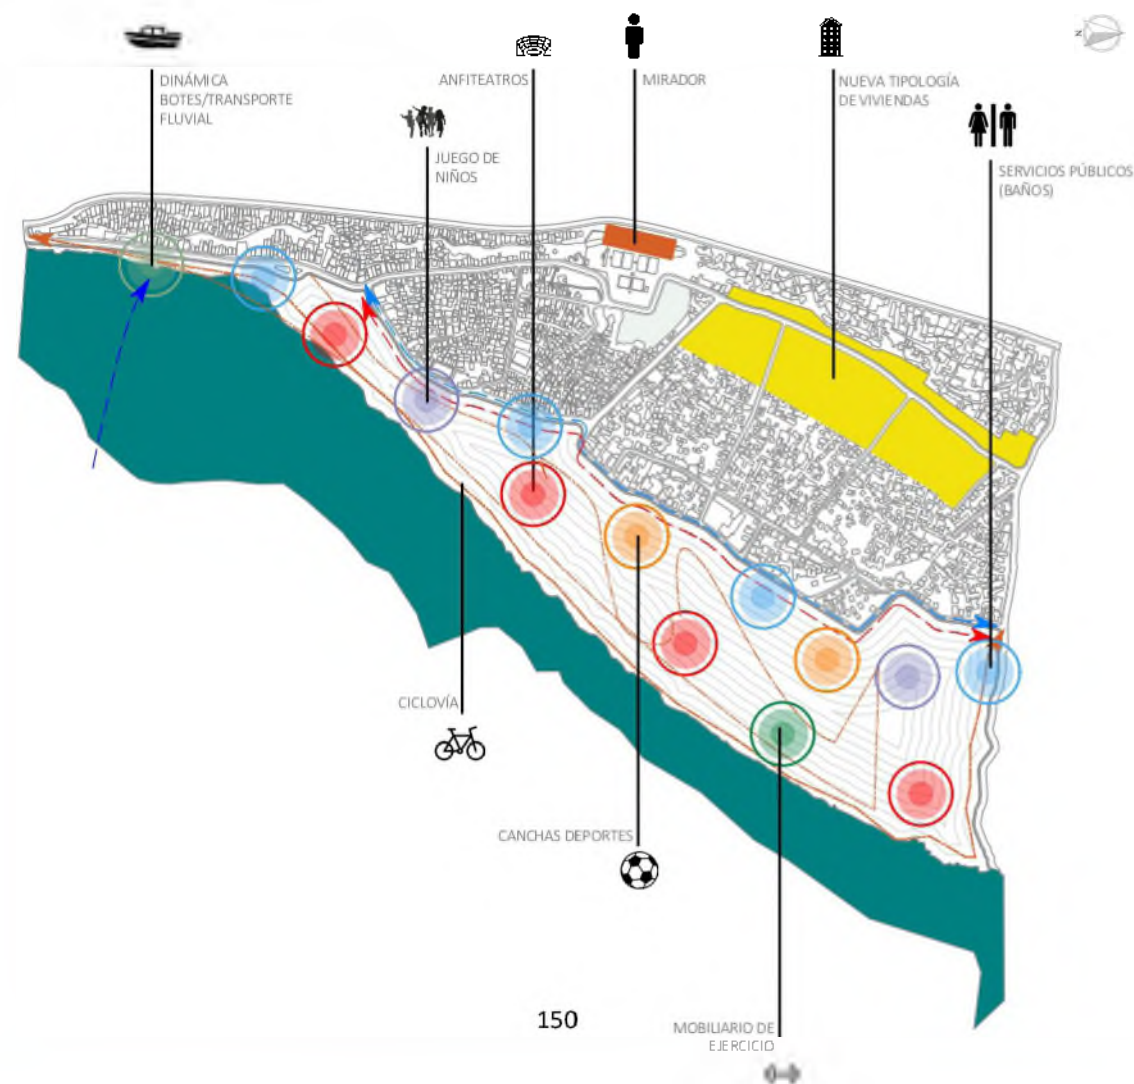 N
DINÁMICA
BOTES/TRANSPORTE
FLUVIAL
ANFITEATROS
MIRADOR
NUEVA TIPOLOGÍA
DE VIVIENDAS
JUEGO DE
NIÑOS
SERVICIOS PÚBLICOS
(BAÑOS)
CICLOVÍA
CANCHAS DEPORTES
150
MOBILIARIO DE
EJERCICIO